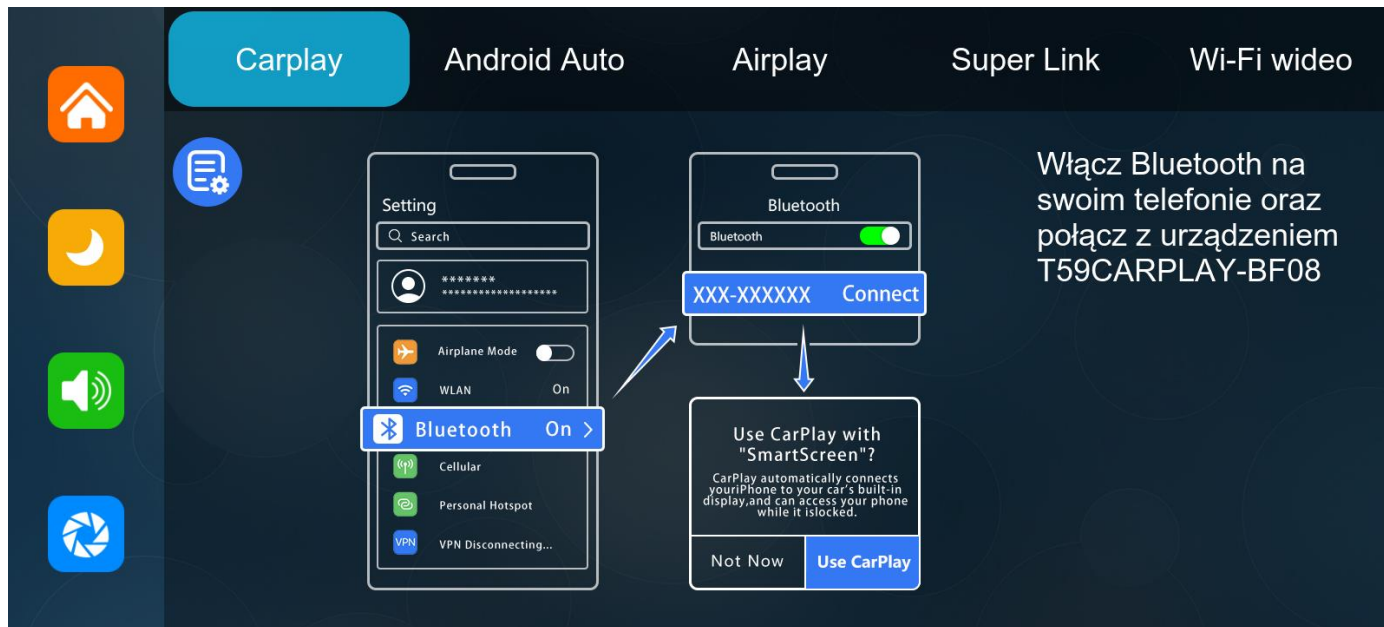 Carplay
Android Auto
Airplay
Super Link
Wi-Fi wideo
Setting
Search
*******
*******************
Airplane Mode
WLAN On
Bluetooth On >
Cellular
Personal Hotspot
VPN VPN Disconnecting...
Bluetooth
Bluetooth
XXX-XXXXXX Connect
Use CarPlay with
"SmartScreen"?
CarPlay automatically connects
youriPhone to your car's built-in
display,and can access your phone
while it islocked.
Not Now
Use CarPlay
Włącz Bluetooth na
swoim telefonie oraz
połącz z urządzeniem
T59CARPLAY-BF08